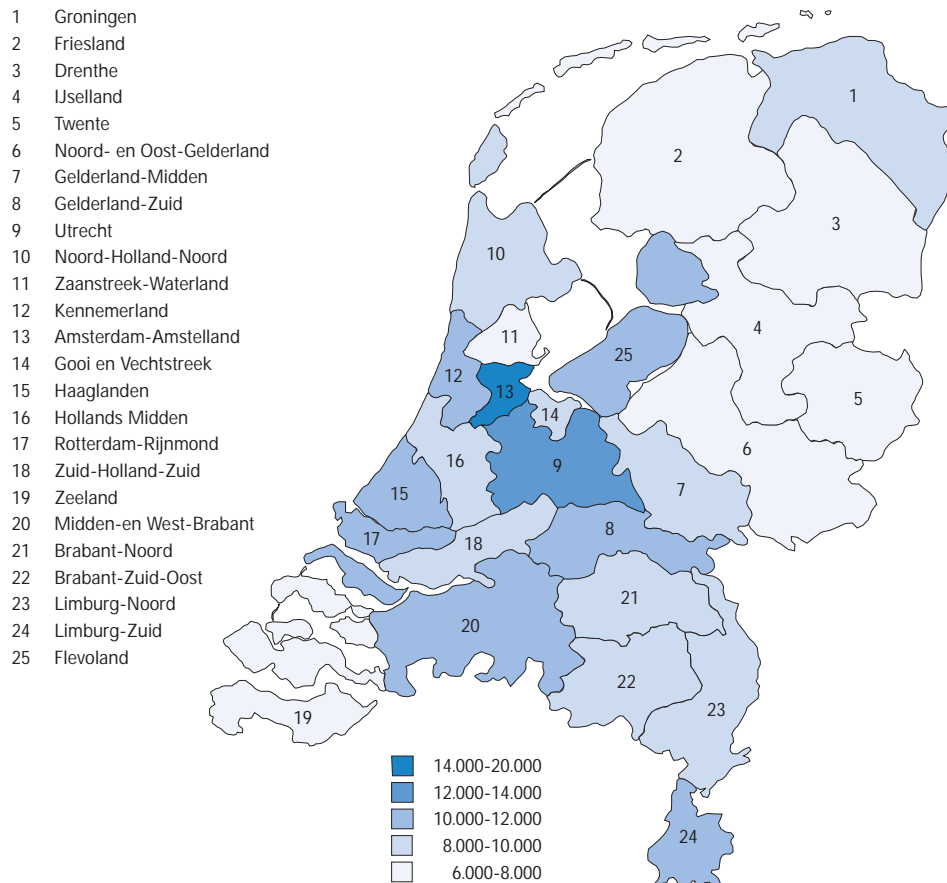 1 Groningen
2 Friesland
3 Drenthe
4 IJselland
5 Twente
6 Noord- en Oost-Gelderland
7 Gelderland-Midden
8 Gelderland-Zuid
9 Utrecht
10 Noord-Holland-Noord
11 Zaanstreek-Waterland
12 Kennemerland
13 Amsterdam-Amstelland
14 Gooi en Vechtstreek
15 Haaglanden
16 Hollands Midden
17 Rotterdam-Rijnmond
18 Zuid-Holland-Zuid
19 Zeeland
20 Midden-en West-Brabant
21 Brabant-Noord
22 Brabant-Zuid-Oost
23 Limburg-Noord
24 Limburg-Zuid
25 Flevoland
1
2
3
10
4
11
25
12
13
5
14
6
16
9
15
7
8
17
18
21
20
22
23
19
24
14.000-20.000
12.000-14.000
10.000-12.000
8.000-10.000
6.000-8.000